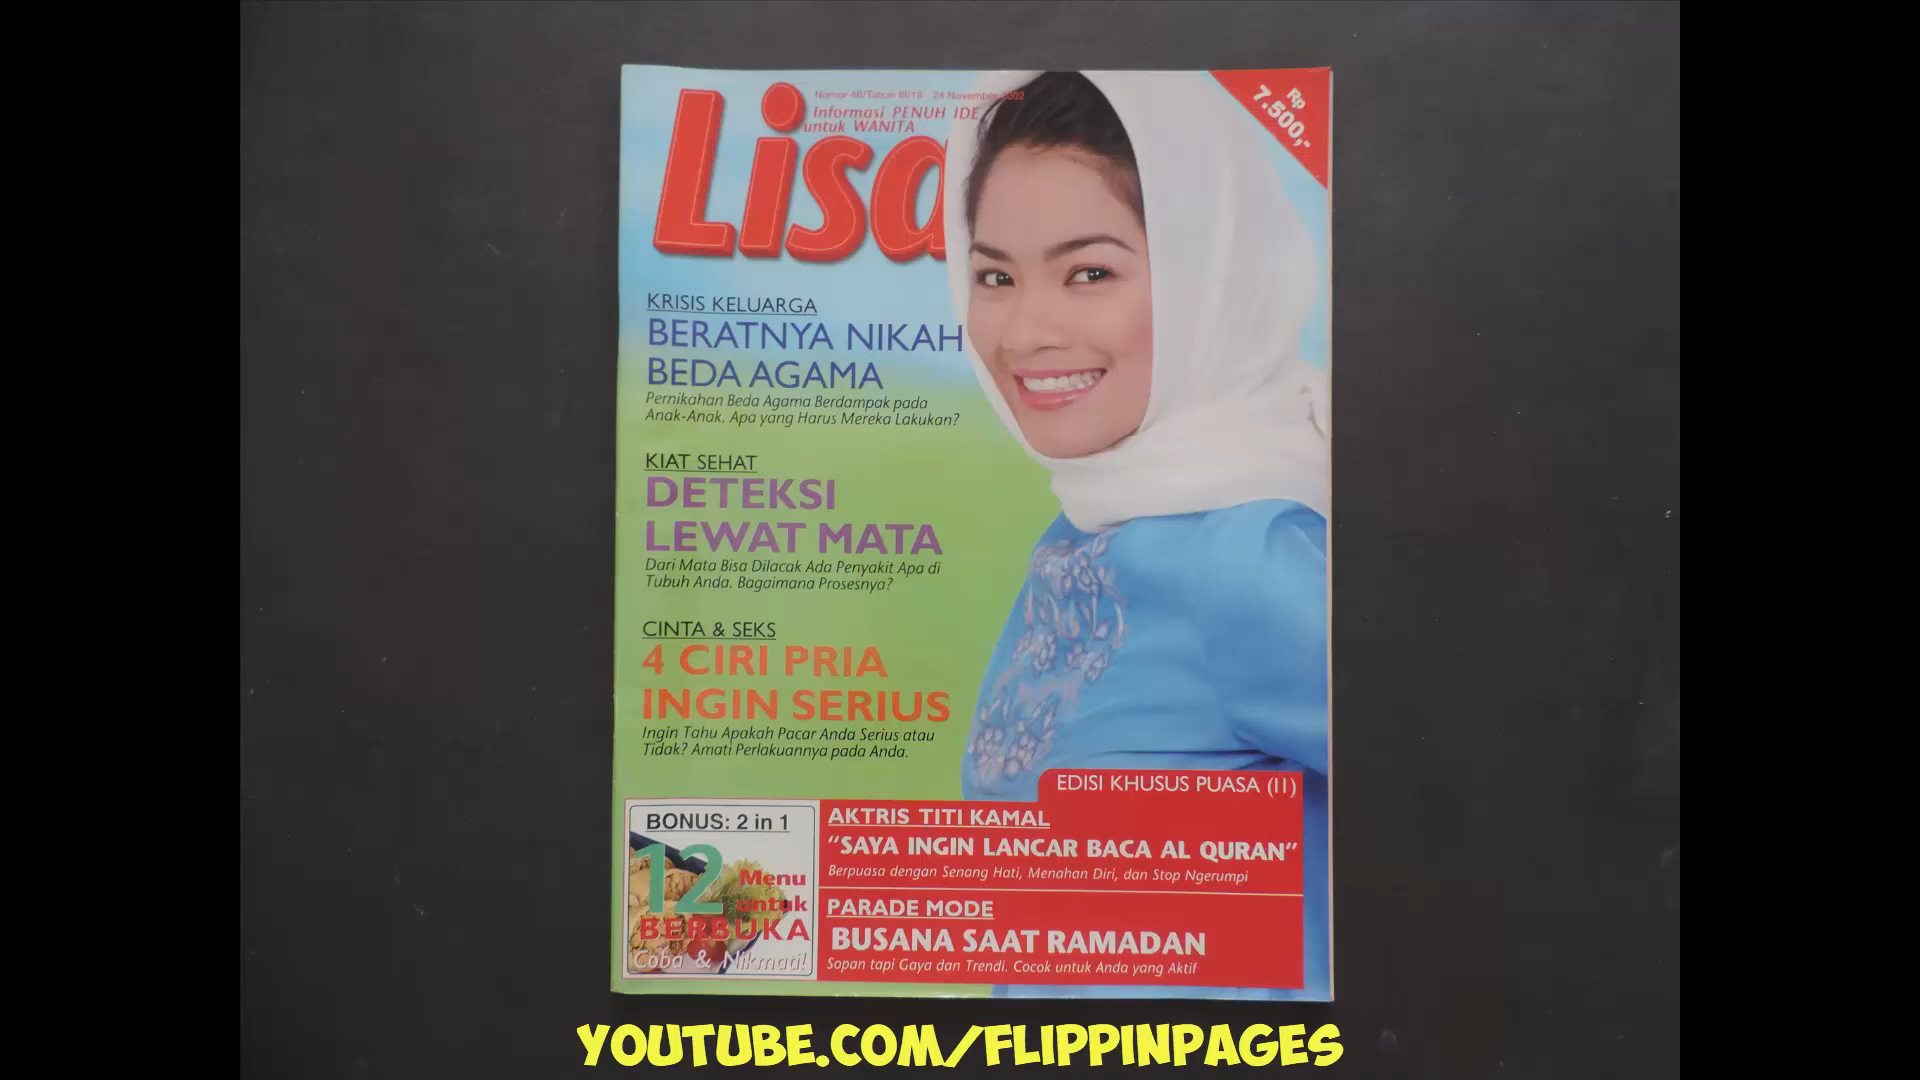 Nomor 46/Tahun III/18 - 24 November 2002
Informasi PENUH IDE
untuk WANITA
Lisa
Rp
7.500,-
KRISIS KELUARGA
BERATNYA NIKAH
BEDA AGAMA
Pernikahan Beda Agama Berdampak pada
Anak-Anak. Apa yang Harus Mereka Lakukan?
KIAT SEHAT
DETEKSI
LEWAT MATA
Dari Mata Bisa Dilacak Ada Penyakit Apa di
Tubuh Anda. Bagaimana Prosesnya?
CINTA & SEKS
4 CIRI PRIA
INGIN SERIUS
Ingin Tahu Apakah Pacar Anda Serius atau
Tidak? Amati Perlakuannya pada Anda.
EDISI KHUSUS PUASA (II)
BONUS: 2 in 1
12 Menu
untuk
BERBUKA
Coba & Nikmati!
AKTRIS TITI KAMAL
"SAYA INGIN LANCAR BACA AL QURAN"
Berpuasa dengan Senang Hati, Menahan Diri, dan Stop Ngerumpi
PARADE MODE
BUSANA SAAT RAMADAN
Sopan tapi Gaya dan Trendi. Cocok untuk Anda yang Aktif
YOUTUBE.COM/FLIPPINPAGES